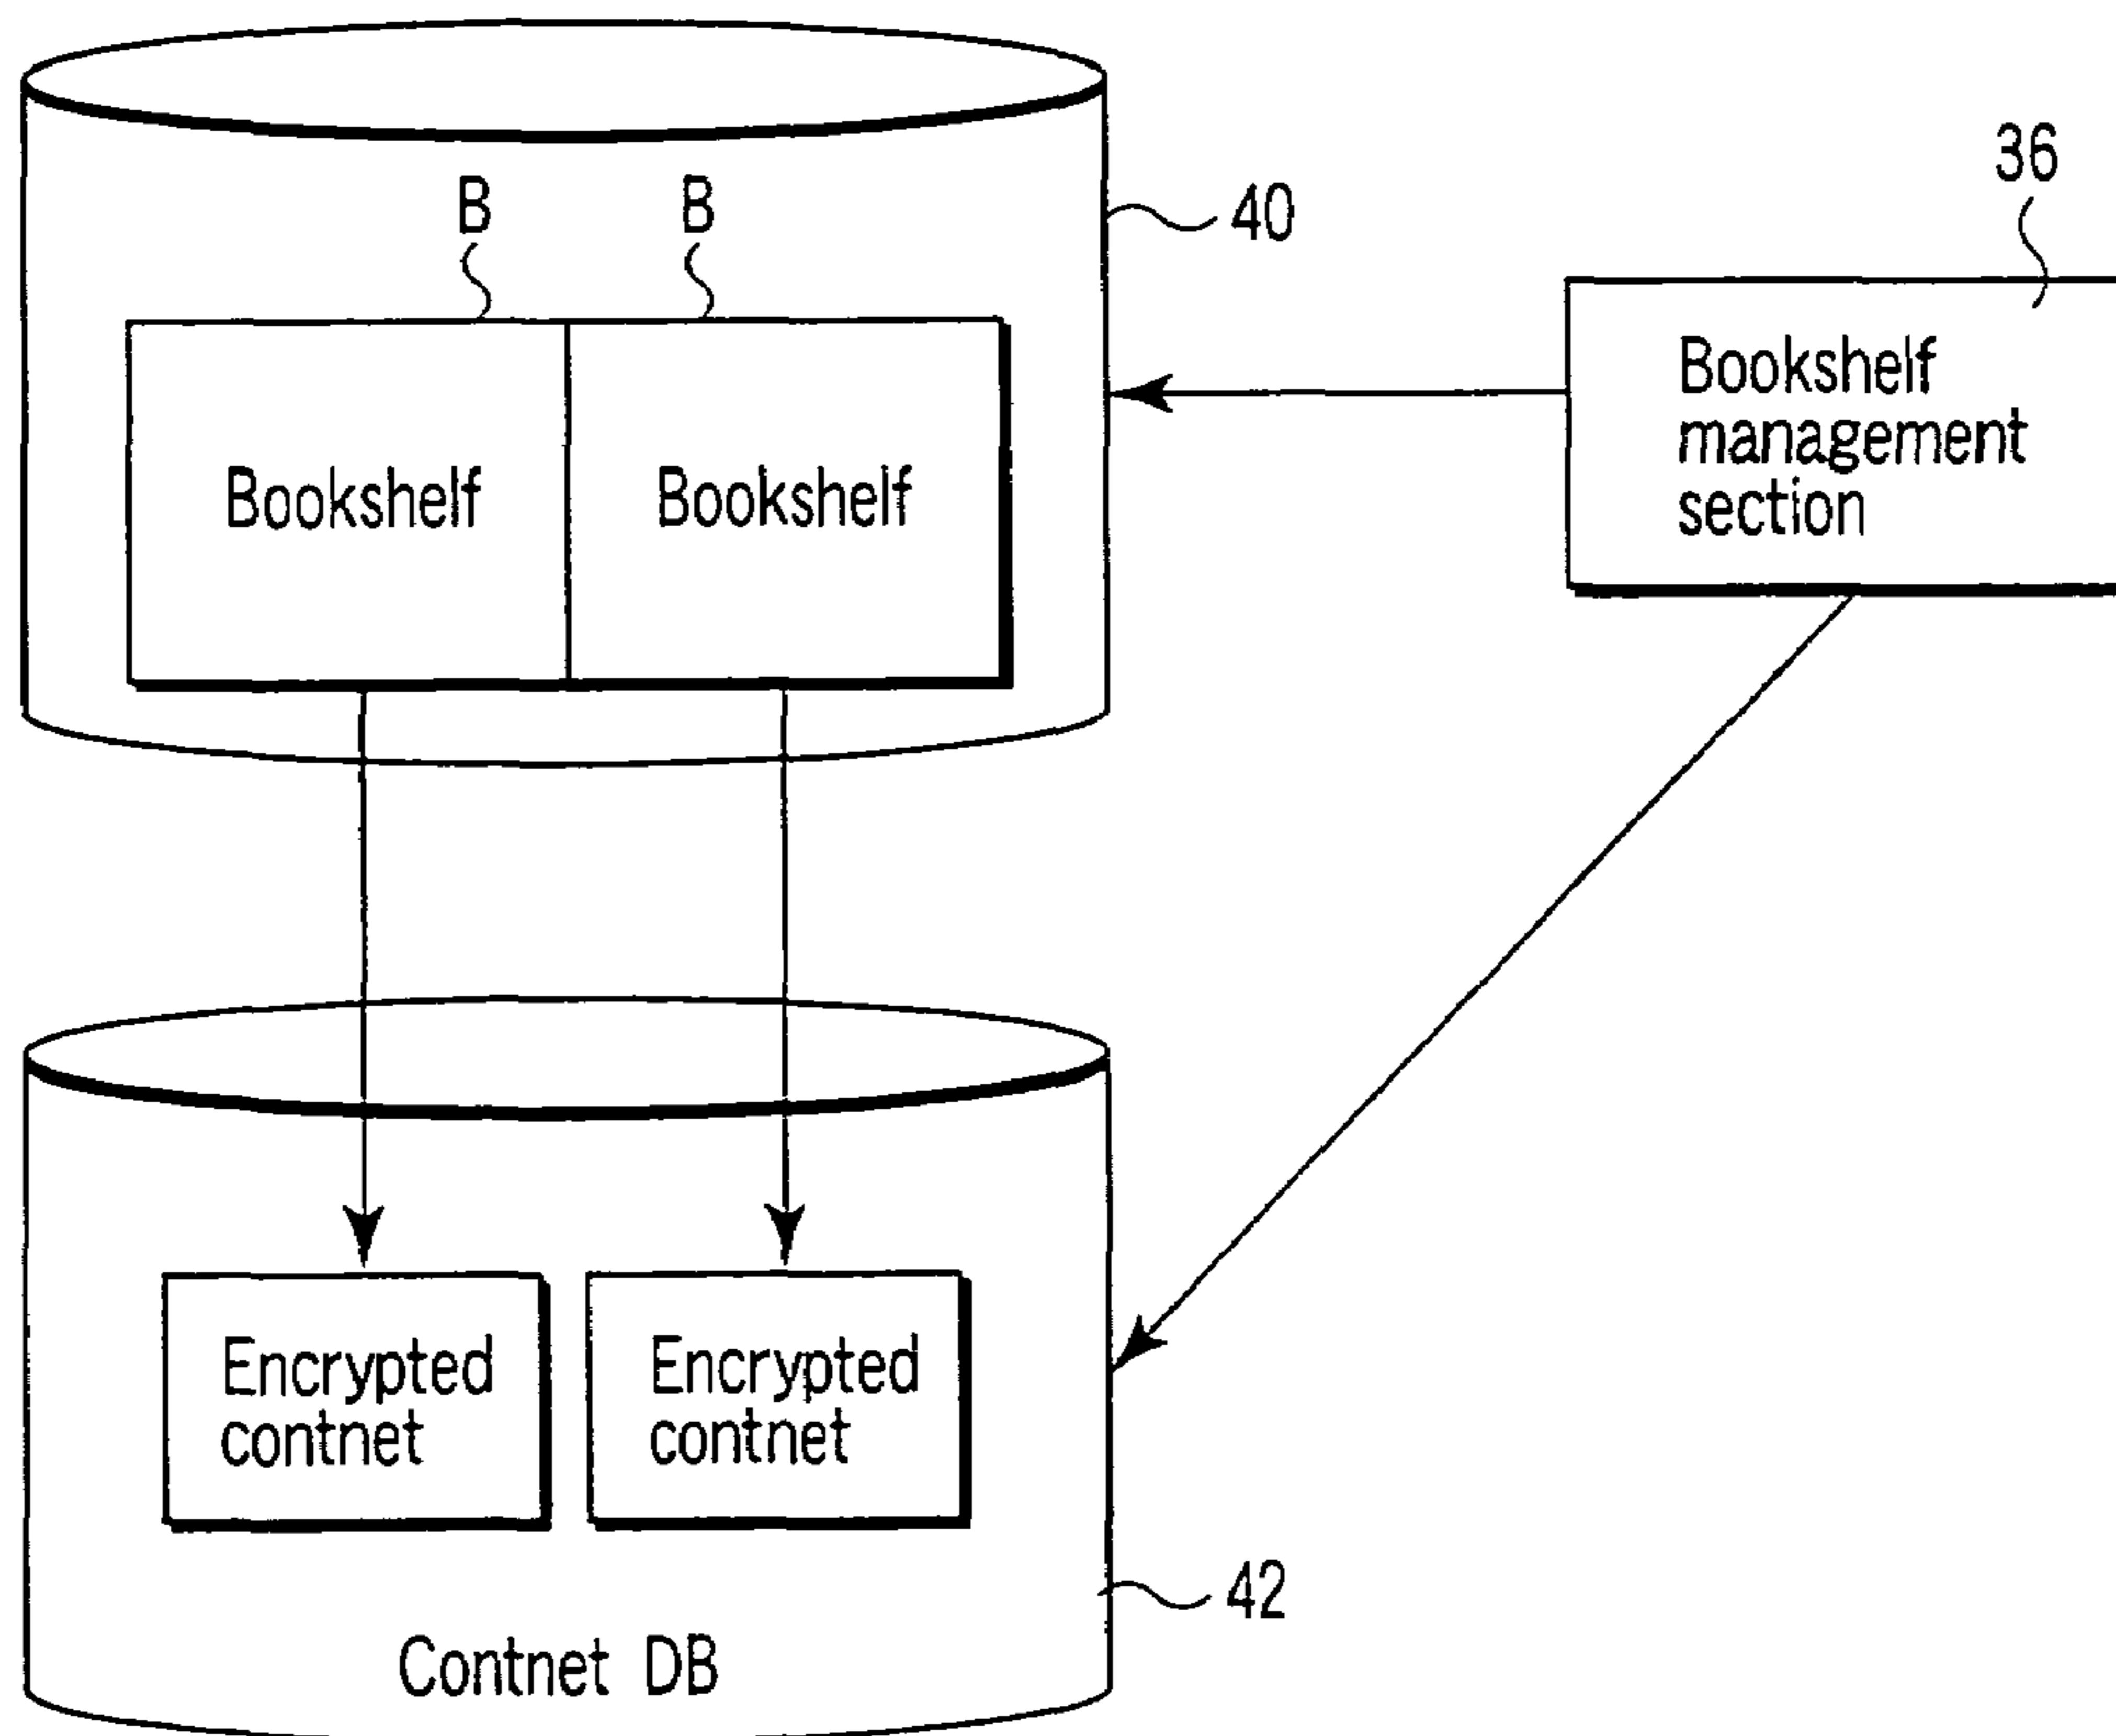 B
B
40
36
Bookshelf
Bookshelf
Bookshelf
management
section
Encrypted
contnet
Encrypted
contnet
42
Contnet DB